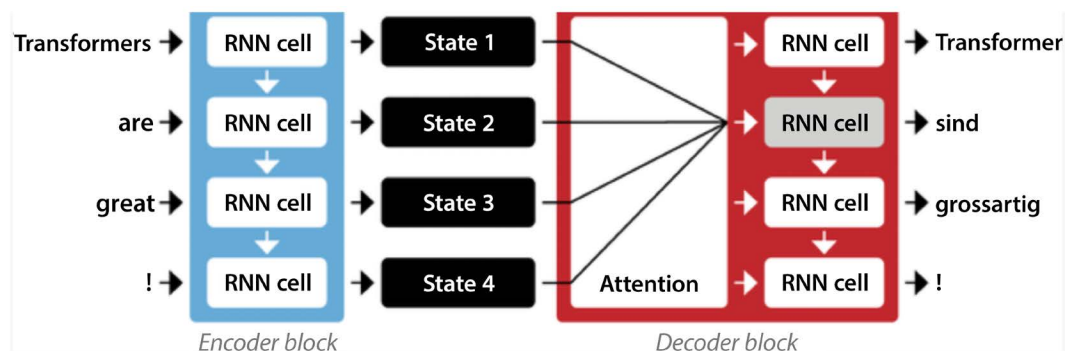 Transformers RNN cell State 1 RNN cell Transformer
are RNN cell State 2 RNN cell sind
great RNN cell State 3 RNN cell grossartig
! RNN cell State 4 Attention RNN cell !
Encoder block Decoder block